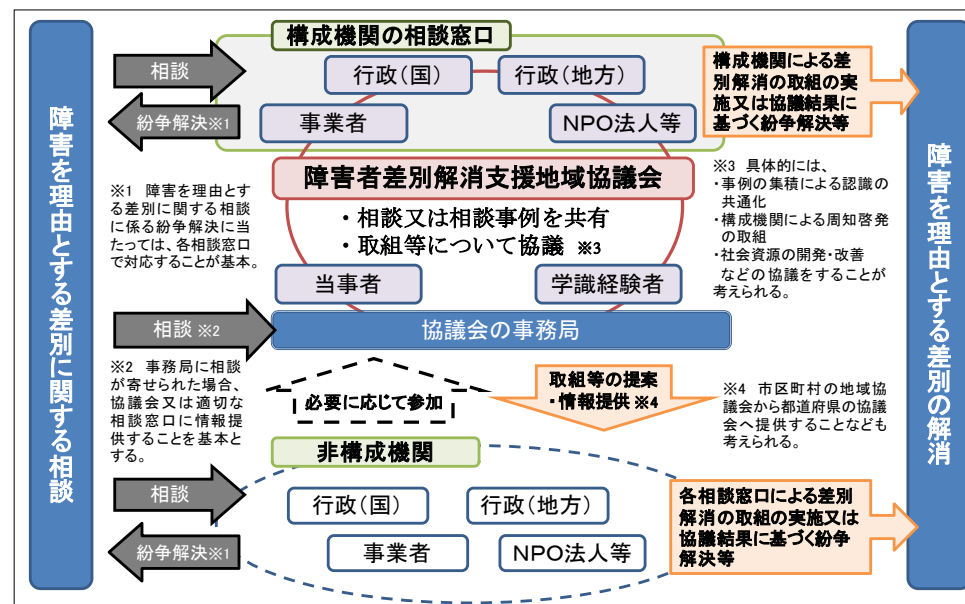 障害を理由とする差別に関する相談
構成機関の相談窓口
相談
紛争解決※1
行政(国)
行政(地方)
事業者
NPO法人等
構成機関による差
別解消の取組の実
施又は協議結果に
基づく紛争解決等
障害者差別解消支援地域協議会
・相談又は相談事例を共有
・取組等について協議 ※3
※1 障害を理由とす
る差別に関する相談
に係る紛争解決に当
たっては、各相談窓口
で対応することが基本。
※3 具体的には、
・事例の集積による認識の
共通化
・構成機関による周知啓発
の取組
・社会資源の開発・改善
などの協議をすることが
考えられる。
当事者
学識経験者
相談 ※2
協議会の事務局
※2 事務局に相談
が寄せられた場合、
協議会又は適切な
相談窓口に情報提
供することを基本と
する。
必要に応じて参加
取組等の提案
・情報提供 ※4
※4 市区町村の地域協
議会から都道府県の協議
会へ提供することなども
考えられる。
非構成機関
相談
紛争解決※1
行政(国)
行政(地方)
事業者
NPO法人等
各相談窓口による差別
解消の取組の実施又は
協議結果に基づく紛争
解決等
障害を理由とする差別の解消